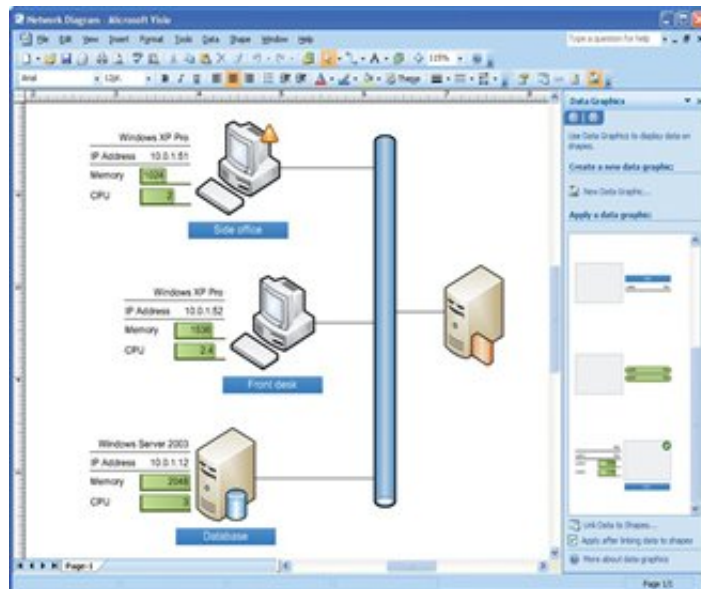 Network Diagram - Microsoft Visio
File Edit View Insert Format Tools Data Shape Window Help
Type a question for help
115%
Arial 12pt. B I U Theme
Data Graphics
Use Data Graphics to display data on
shapes.
Create a new data graphic:
New Data Graphic...
Apply a data graphic:
Windows XP Pro
IP Address 10.0.1.51
Memory 1024
CPU 2
Side office
Windows XP Pro
IP Address 10.0.1.52
Memory 1536
CPU 2.4
Front desk
Windows Server 2003
IP Address 10.0.1.12
Memory 2048
CPU 3
Database
Link Data to Shapes...
Apply after linking data to shapes
More about data graphics
Page-1
Page 1/1